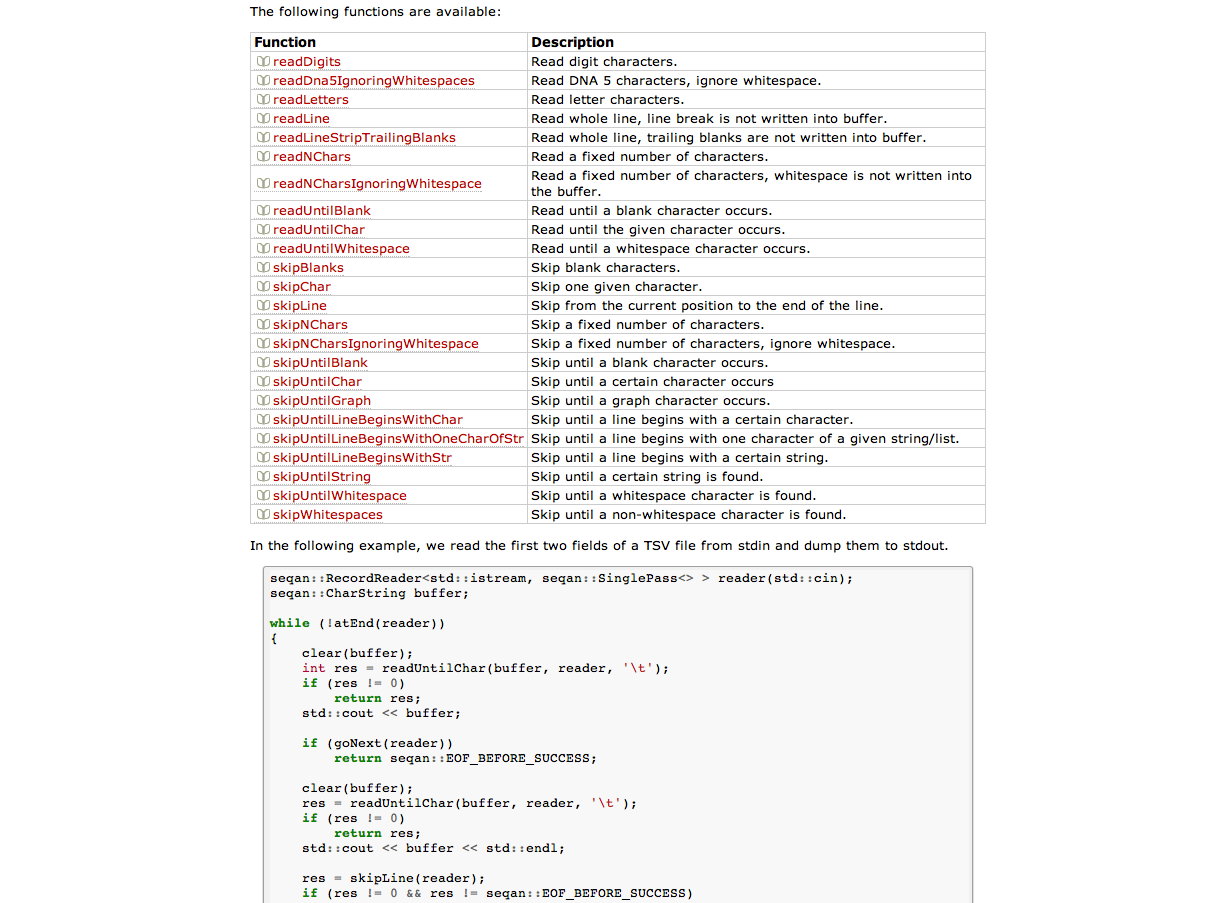 The following functions are available:
Function Description
readDigits Read digit characters.
readDna5IgnoringWhitespaces Read DNA 5 characters, ignore whitespace.
readLetters Read letter characters.
readLine Read whole line, line break is not written into buffer.
readLineStripTrailingBlanks Read whole line, trailing blanks are not written into buffer.
readNChars Read a fixed number of characters.
readNCharsIgnoringWhitespace Read a fixed number of characters, whitespace is not written into
the buffer.
readUntilBlank Read until a blank character occurs.
readUntilChar Read until the given character occurs.
readUntilWhitespace Read until a whitespace character occurs.
skipBlanks Skip blank characters.
skipChar Skip one given character.
skipLine Skip from the current position to the end of the line.
skipNChars Skip a fixed number of characters.
skipNCharsIgnoringWhitespace Skip a fixed number of characters, ignore whitespace.
skipUntilBlank Skip until a blank character occurs.
skipUntilChar Skip until a certain character occurs
skipUntilGraph Skip until a graph character occurs.
skipUntilLineBeginsWithChar Skip until a line begins with a certain character.
skipUntilLineBeginsWithOneCharOfStr Skip until a line begins with one character of a given string/list.
skipUntilLineBeginsWithStr Skip until a line begins with a certain string.
skipUntilString Skip until a certain string is found.
skipUntilWhitespace Skip until a whitespace character is found.
skipWhitespaces Skip until a non-whitespace character is found.
In the following example, we read the first two fields of a TSV file from stdin and dump them to stdout.
seqan::RecordReader<std::istream, seqan::SinglePass<> > reader(std::cin);
seqan::CharString buffer;
while (!atEnd(reader))
{
    clear(buffer);
    int res = readUntilChar(buffer, reader, '\t');
    if (res != 0)
        return res;
    std::cout << buffer;
    if (goNext(reader))
        return seqan::EOF_BEFORE_SUCCESS;
    clear(buffer);
    res = readUntilChar(buffer, reader, '\t');
    if (res != 0)
        return res;
    std::cout << buffer << std::endl;
    res = skipLine(reader);
    if (res != 0 && res != seqan::EOF_BEFORE_SUCCESS)